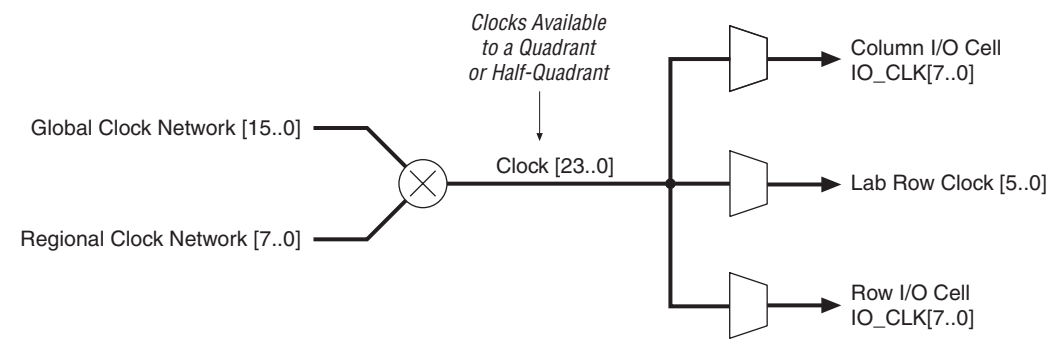 Clocks Available
to a Quadrant
or Half-Quadrant
Column I/O Cell
IO_CLK[7..0]
Global Clock Network [15..0]
Clock [23..0]
Lab Row Clock [5..0]
Regional Clock Network [7..0]
Row I/O Cell
IO_CLK[7..0]